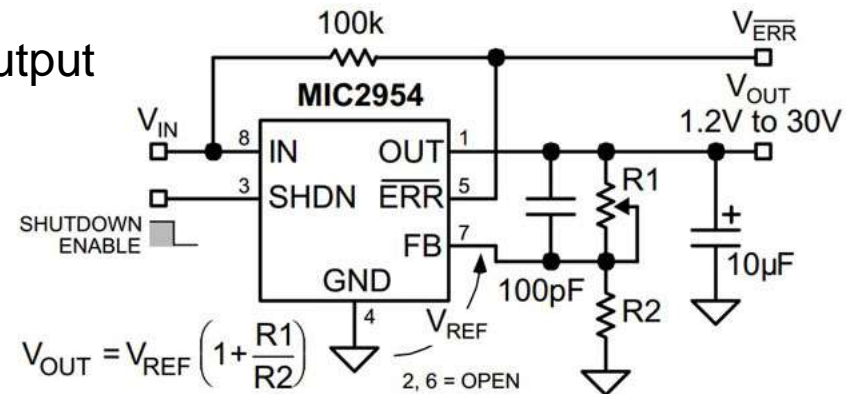 utput
100k
V_ERR
MIC2954
V_OUT
1.2V to 30V
V_IN
8 IN OUT 1
3 SHDN ERR 5
SHUTDOWN
ENABLE
FB 7
GND
4
R1
100pF
10µF
+
R2
V_REF
V_OUT = V_REF (1+ R1/R2)
2, 6 = OPEN